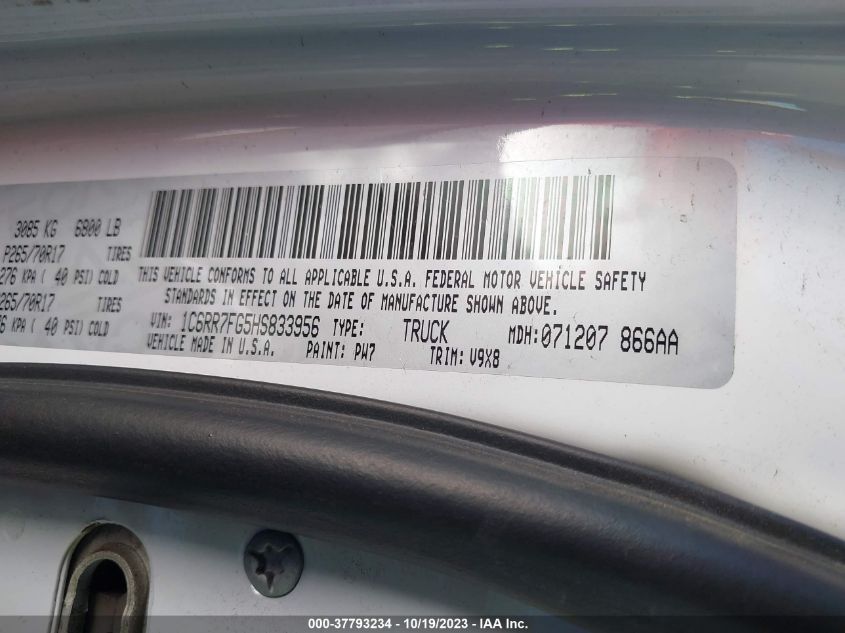 3085 KG 6800 LB
P265/70R17 TIRES
276 KPA ( 40 PSI) COLD
265/70R17 TIRES
6 KPA ( 40 PSI) COLD
THIS VEHICLE CONFORMS TO ALL APPLICABLE U.S.A. FEDERAL MOTOR VEHICLE SAFETY
STANDARDS IN EFFECT ON THE DATE OF MANUFACTURE SHOWN ABOVE.
VIN: 1C6RR7FG5HS833956 TYPE: TRUCK MDH:071207 866AA
VEHICLE MADE IN U.S.A. PAINT: PW7 TRIM: V9X8
000-37793234 - 10/19/2023 - IAA Inc.